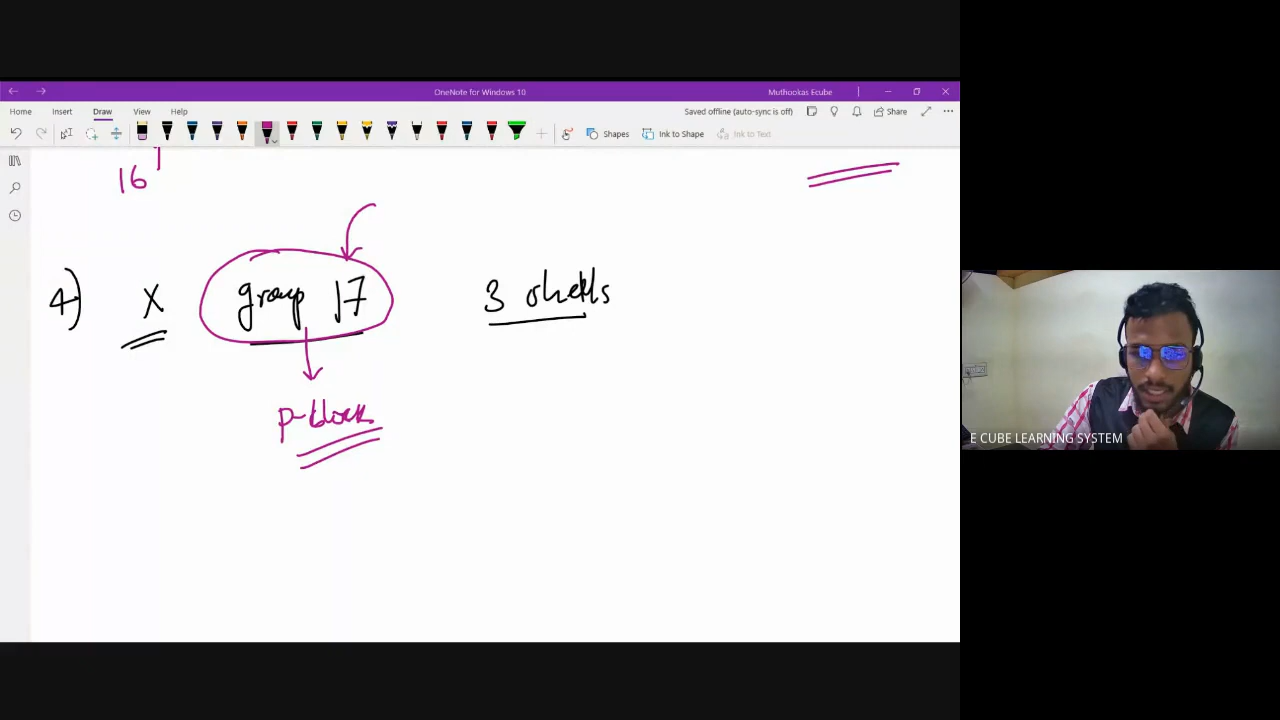 OneNote for Windows 10
Muthookas Ecube
Home Insert Draw View Help
Saved offline (auto-sync is off)
Share
Shapes
Ink to Shape
Ink to Text
16
4) X group 17 3 shells
p-block
E CUBE LEARNING SYSTEM